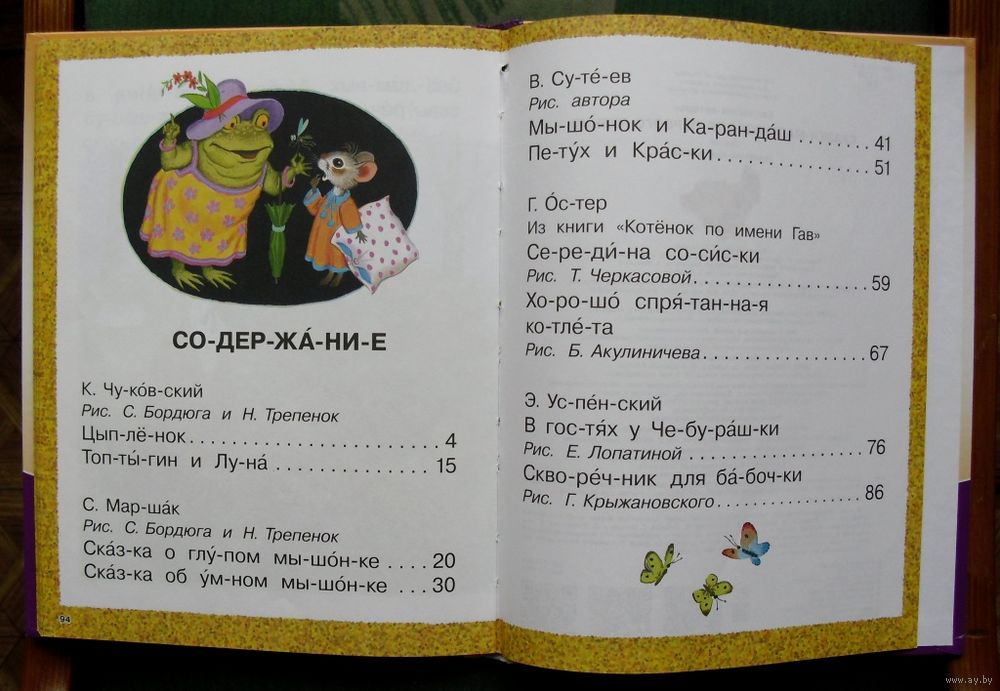 СО-ДЕР-ЖА́-НИ-Е
К. Чу-ко́в-ский
Рис. С. Бордюга и Н. Трепенок
Цып-лё-нок.............................4
Топ-ты́-гин и Лу-на́ ................15
С. Мар-ша́к
Рис. С. Бордюга и Н. Трепенок
Ска́з-ка о глу́-пом мы-шо́н-ке ....20
Ска́з-ка об у́м-ном мы-шо́н-ке ...30
94
В. Су-те́-ев
Рис. автора
Мы-шо́-нок и Ка-ран-да́ш ........41
Пе-ту́х и Кра́с-ки..................51
Г. О́с-тер
Из книги «Котёнок по имени Гав»
Се-ре-ди́-на со-си́с-ки
Рис. Т. Черкасовой....................59
Хо-ро-шо́ спря́-тан-на-я
ко-тле́-та
Рис. Б. Акулиничева...................67
Э. Ус-пе́н-ский
В гос-тя́х у Че-бу-ра́ш-ки
Рис. Е. Лопатиной ....................76
Скво-ре́ч-ник для ба́-боч-ки
Рис. Г. Крыжановского.................86
www.ay.by